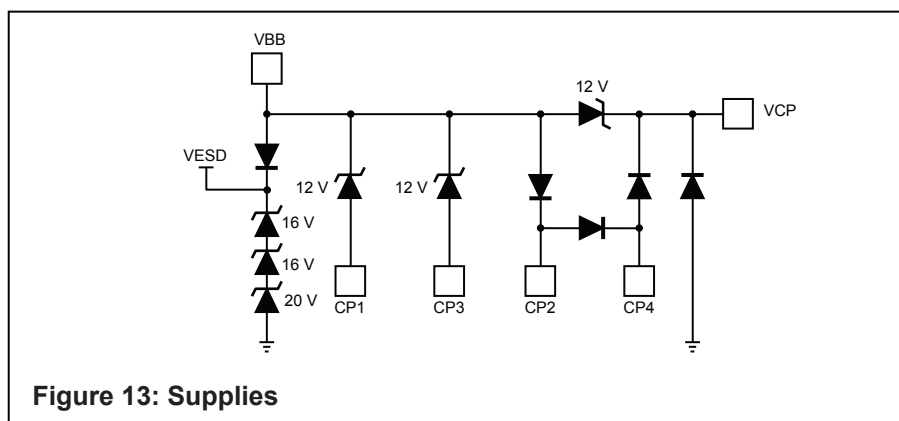 VBB
12 V
VCP
VESD
12 V
12 V
16 V
16 V
20 V
CP1
CP3
CP2
CP4
Figure 13: Supplies